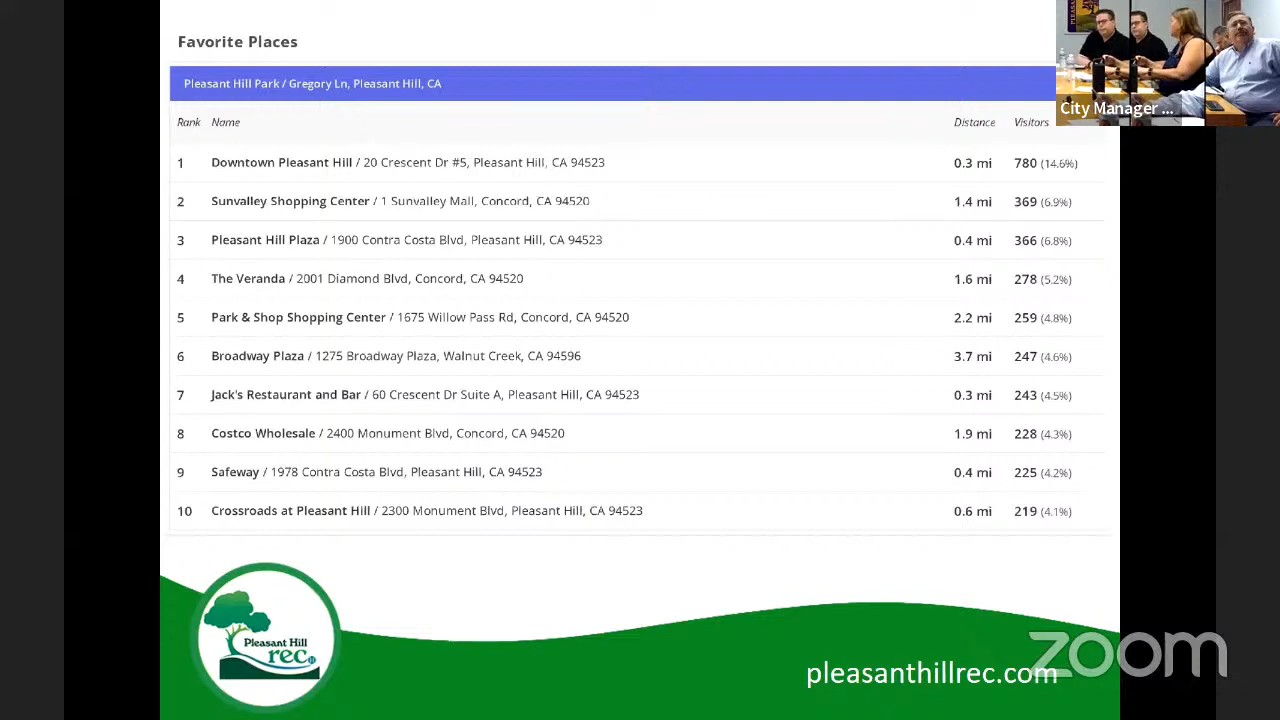 Favorite Places
Pleasant Hill Park / Gregory Ln, Pleasant Hill, CA
Rank Name Distance Visitors
1 Downtown Pleasant Hill / 20 Crescent Dr #5, Pleasant Hill, CA 94523 0.3 mi 780 (14.6%)
2 Sunvalley Shopping Center / 1 Sunvalley Mall, Concord, CA 94520 1.4 mi 369 (6.9%)
3 Pleasant Hill Plaza / 1900 Contra Costa Blvd, Pleasant Hill, CA 94523 0.4 mi 366 (6.8%)
4 The Veranda / 2001 Diamond Blvd, Concord, CA 94520 1.6 mi 278 (5.2%)
5 Park & Shop Shopping Center / 1675 Willow Pass Rd, Concord, CA 94520 2.2 mi 259 (4.8%)
6 Broadway Plaza / 1275 Broadway Plaza, Walnut Creek, CA 94596 3.7 mi 247 (4.6%)
7 Jack's Restaurant and Bar / 60 Crescent Dr Suite A, Pleasant Hill, CA 94523 0.3 mi 243 (4.5%)
8 Costco Wholesale / 2400 Monument Blvd, Concord, CA 94520 1.9 mi 228 (4.3%)
9 Safeway / 1978 Contra Costa Blvd, Pleasant Hill, CA 94523 0.4 mi 225 (4.2%)
10 Crossroads at Pleasant Hill / 2300 Monument Blvd, Pleasant Hill, CA 94523 0.6 mi 219 (4.1%)
City Manager ...
Pleasant Hill
rec
pleasanthillrec.com
zoom